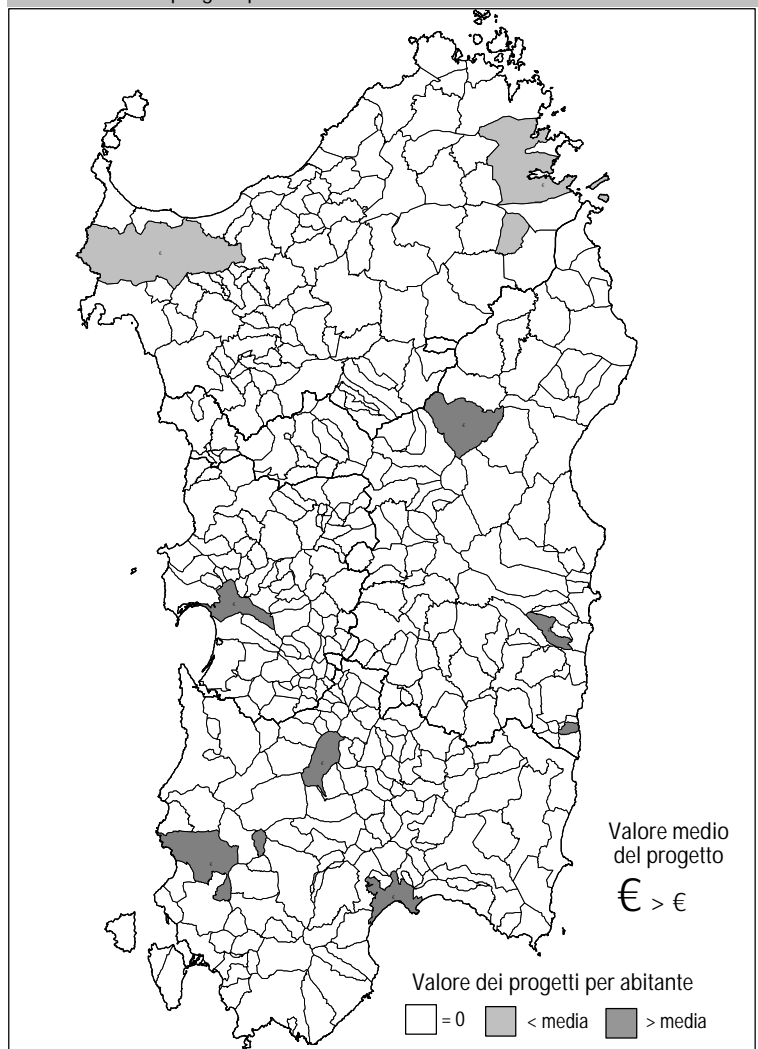 Valore medio
del progetto
€ > €
Valore dei progetti per abitante
= 0 < media > media